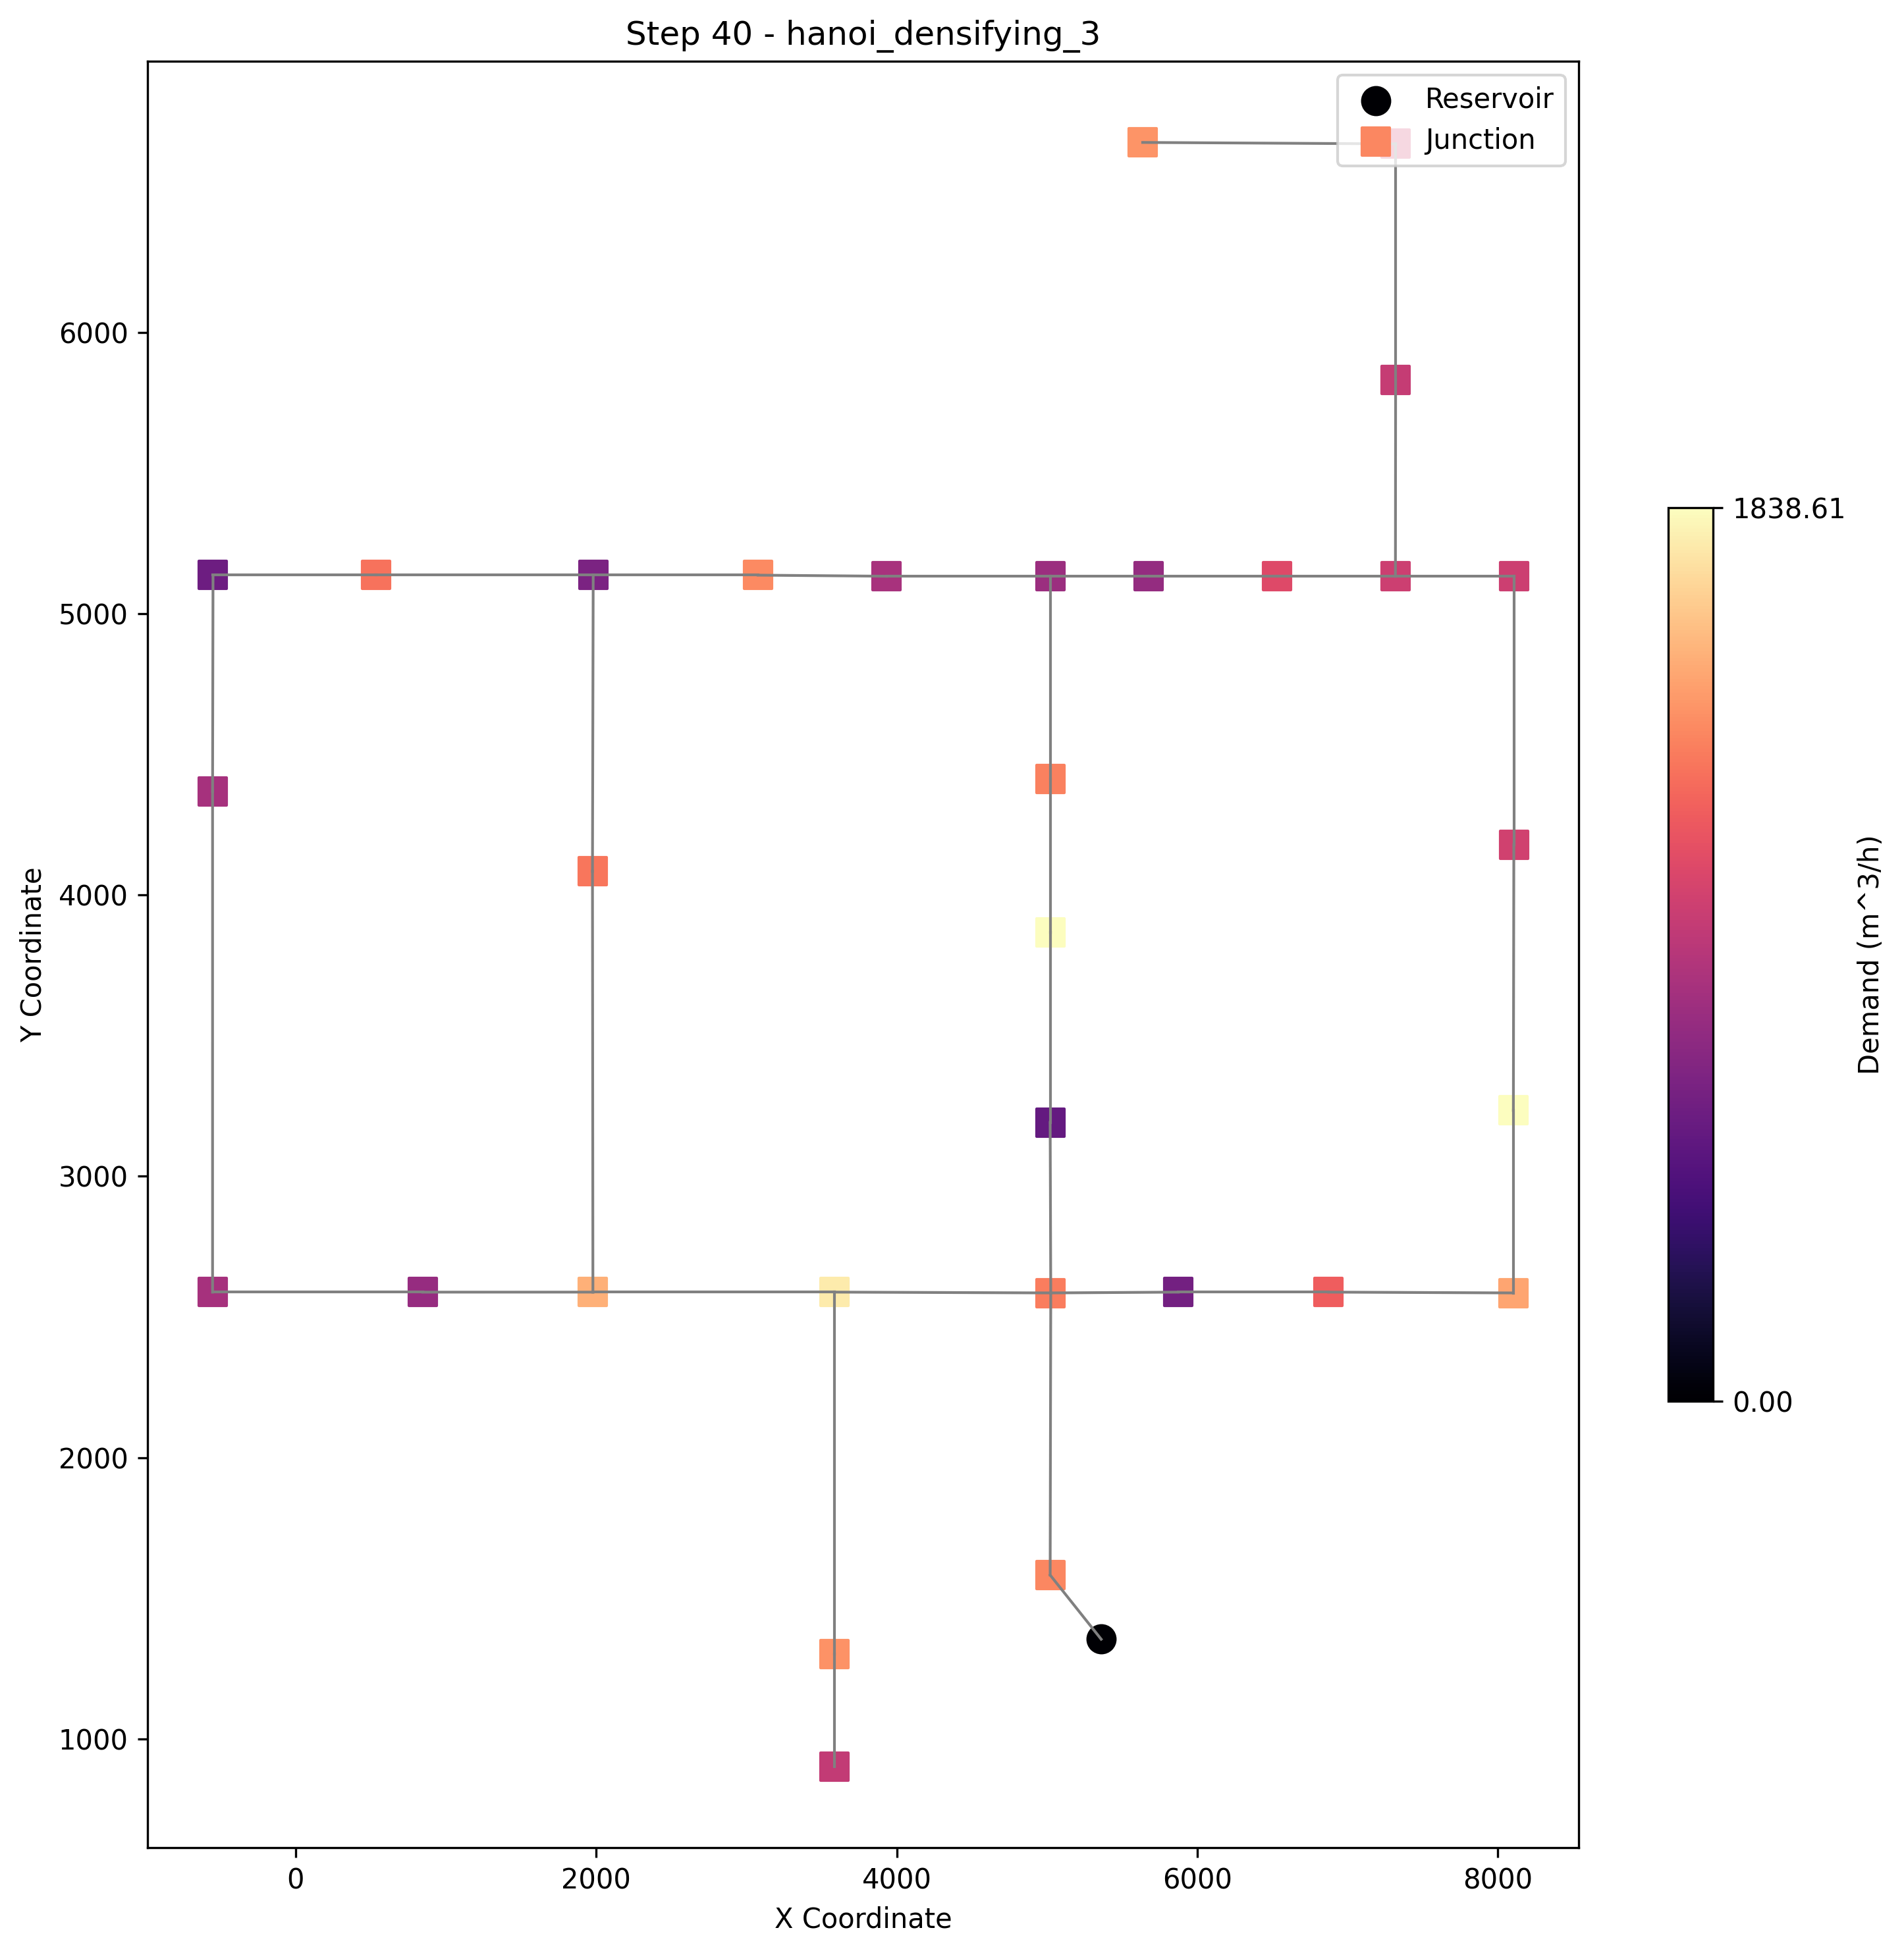 Step 40 - hanoi_densifying_3
Reservoir
Junction
6000
5000
4000
3000
2000
1000
Y Coordinate
0
2000
4000
6000
8000
X Coordinate
1838.61
0.00
Demand (m^3/h)